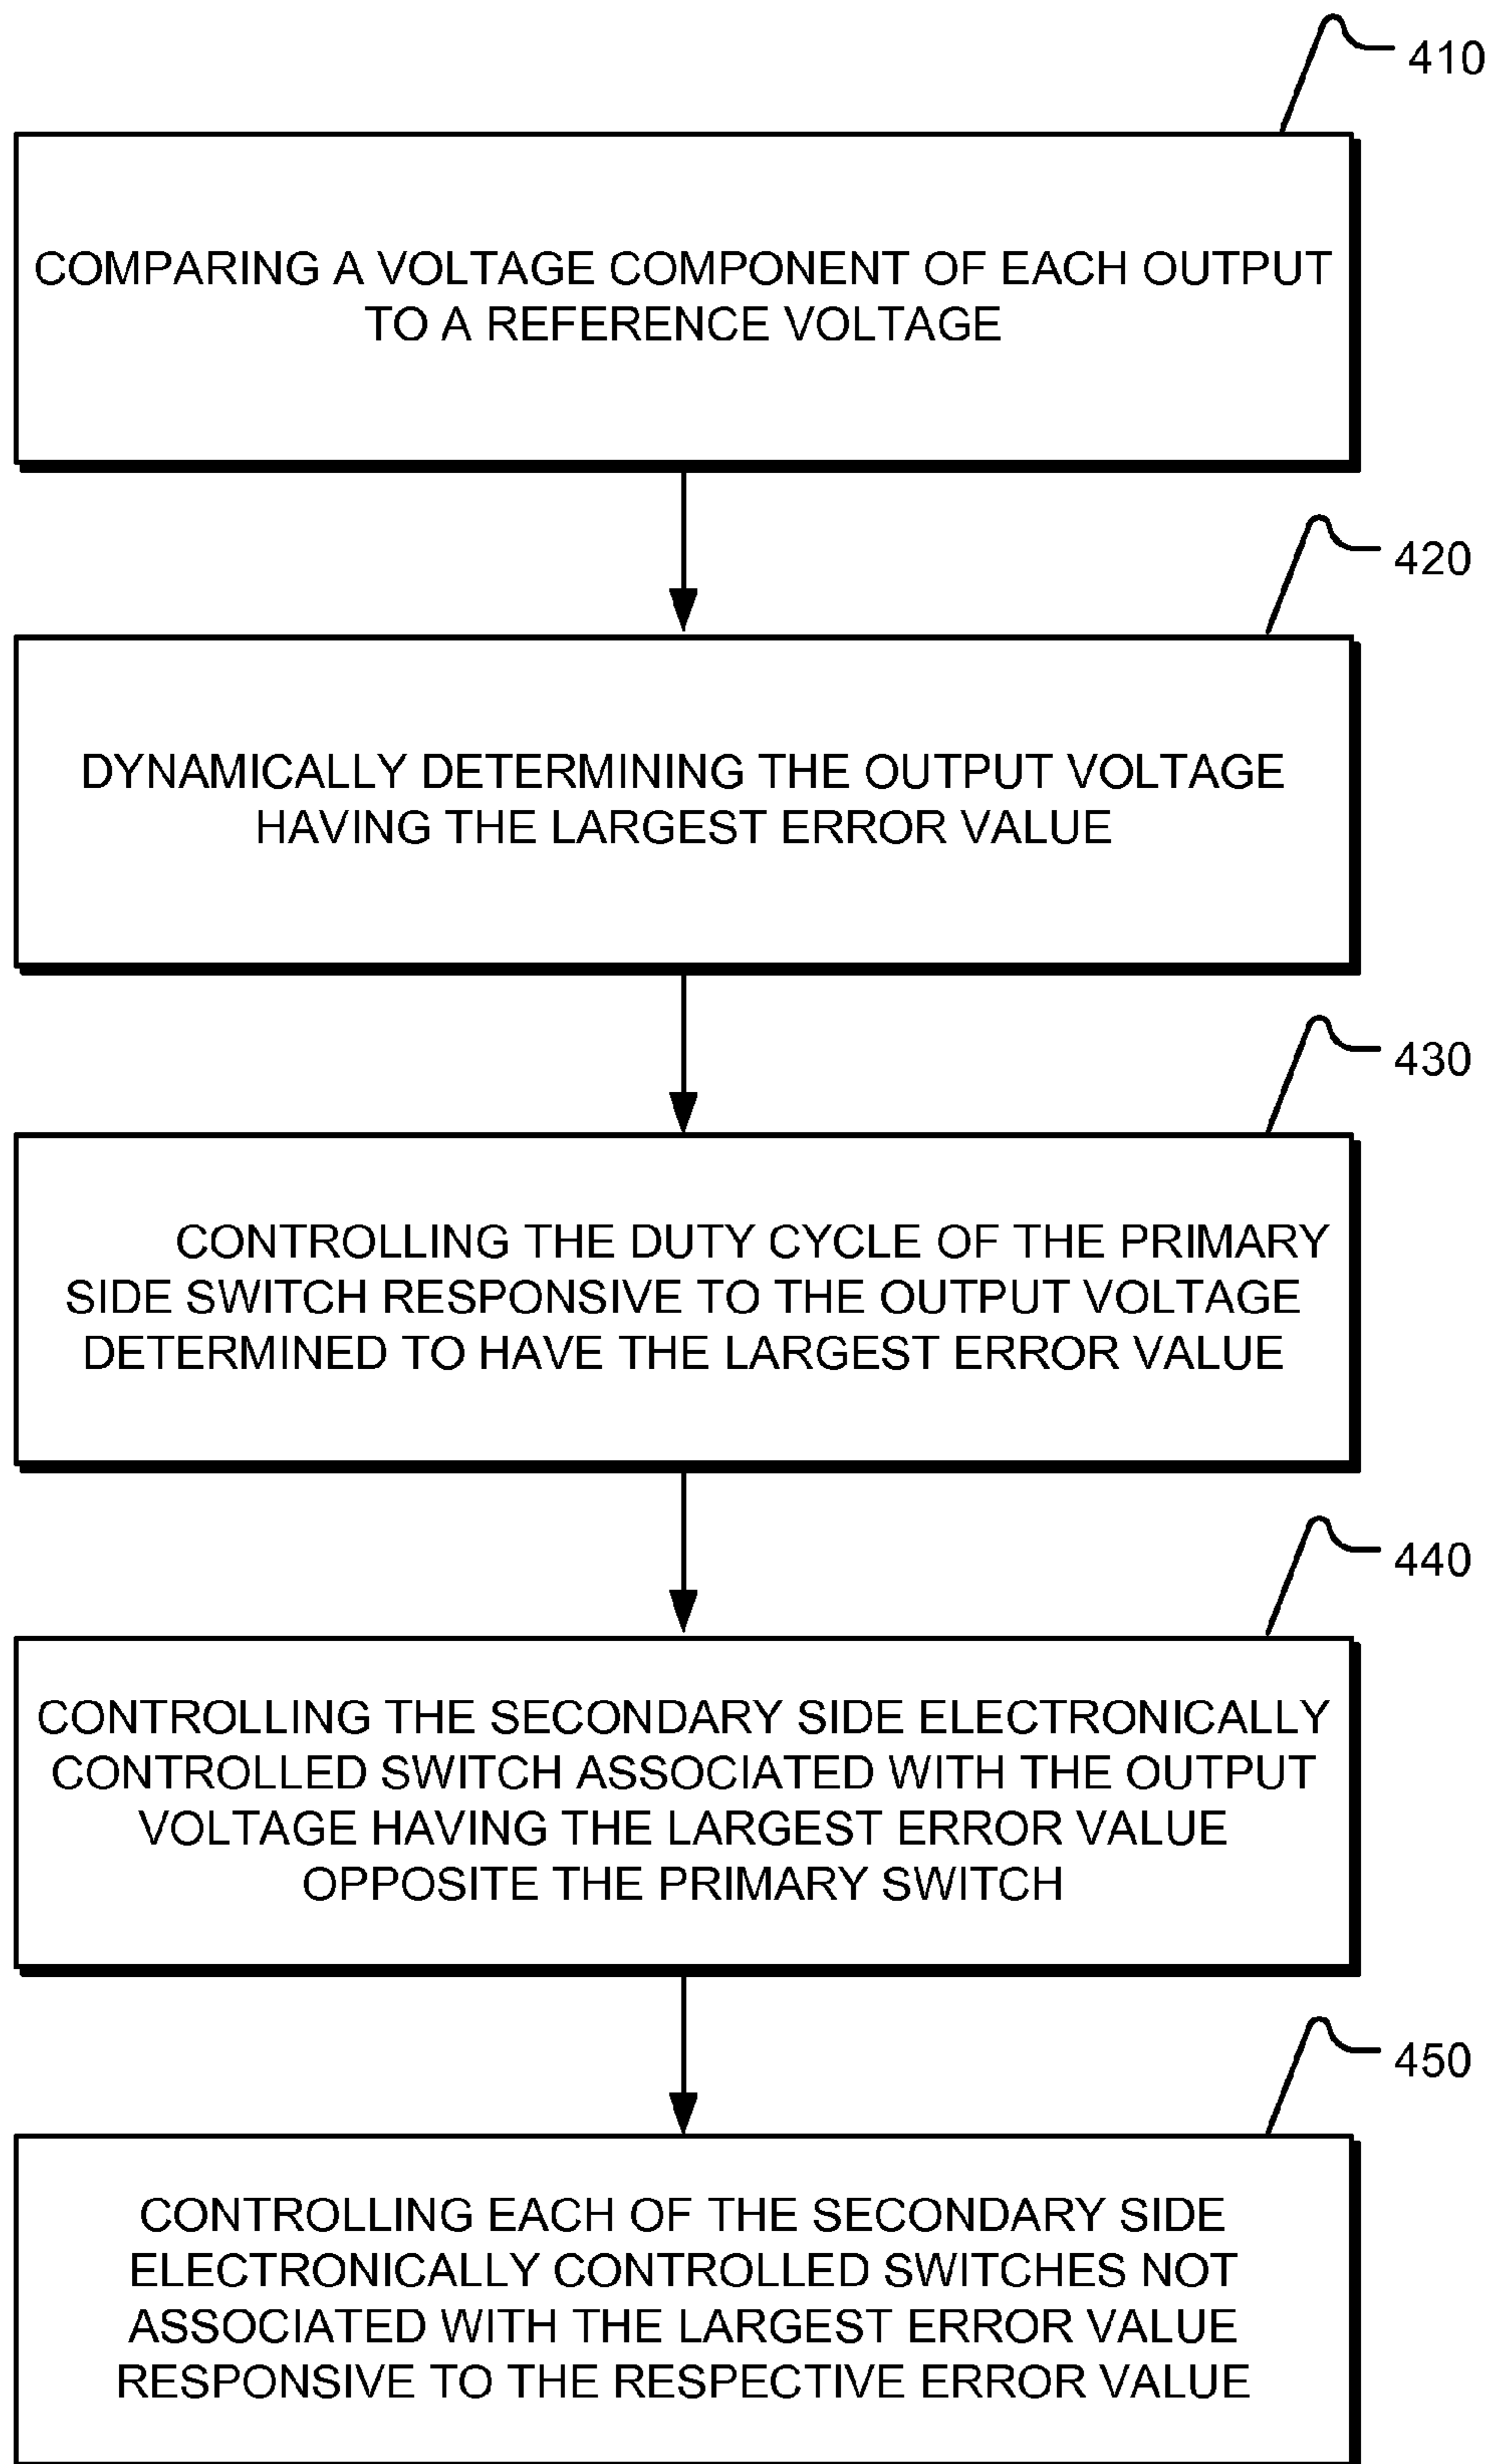 410
COMPARING A VOLTAGE COMPONENT OF EACH OUTPUT
TO A REFERENCE VOLTAGE
420
DYNAMICALLY DETERMINING THE OUTPUT VOLTAGE
HAVING THE LARGEST ERROR VALUE
430
CONTROLLING THE DUTY CYCLE OF THE PRIMARY
SIDE SWITCH RESPONSIVE TO THE OUTPUT VOLTAGE
DETERMINED TO HAVE THE LARGEST ERROR VALUE
440
CONTROLLING THE SECONDARY SIDE ELECTRONICALLY
CONTROLLED SWITCH ASSOCIATED WITH THE OUTPUT
VOLTAGE HAVING THE LARGEST ERROR VALUE
OPPOSITE THE PRIMARY SWITCH
450
CONTROLLING EACH OF THE SECONDARY SIDE
ELECTRONICALLY CONTROLLED SWITCHES NOT
ASSOCIATED WITH THE LARGEST ERROR VALUE
RESPONSIVE TO THE RESPECTIVE ERROR VALUE